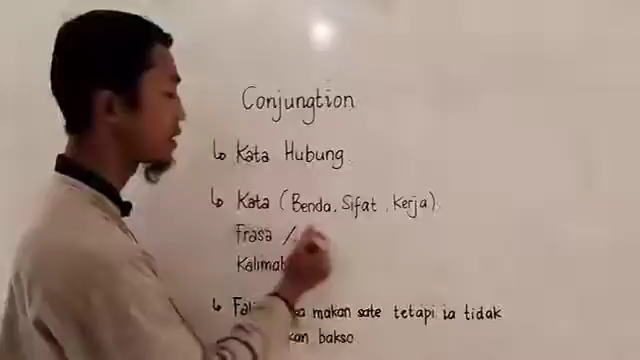 Conjungtion
↳ Kata Hubung
↳ Kata (Benda, Sifat, Kerja)
Frasa /
Kalimat
↳ makan sate tetapi ia tidak
bakso